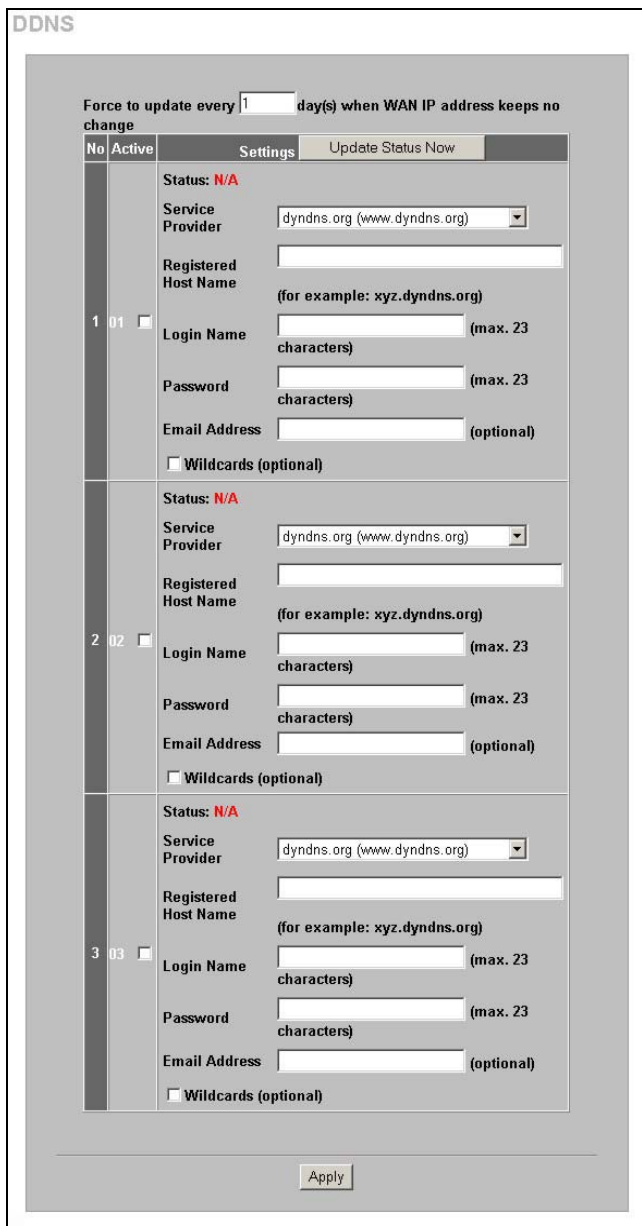 DDNS
Force to update every 1 day(s) when WAN IP address keeps no
change
No Active Settings Update Status Now
Status: N/A
Service
Provider
dyndns.org (www.dyndns.org)
Registered
Host Name
(for example: xyz.dyndns.org)
1 01
Login Name (max. 23
characters)
Password (max. 23
characters)
Email Address (optional)
Wildcards (optional)
Status: N/A
Service
Provider
dyndns.org (www.dyndns.org)
Registered
Host Name
(for example: xyz.dyndns.org)
2 02
Login Name (max. 23
characters)
Password (max. 23
characters)
Email Address (optional)
Wildcards (optional)
Status: N/A
Service
Provider
dyndns.org (www.dyndns.org)
Registered
Host Name
(for example: xyz.dyndns.org)
3 03
Login Name (max. 23
characters)
Password (max. 23
characters)
Email Address (optional)
Wildcards (optional)
Apply